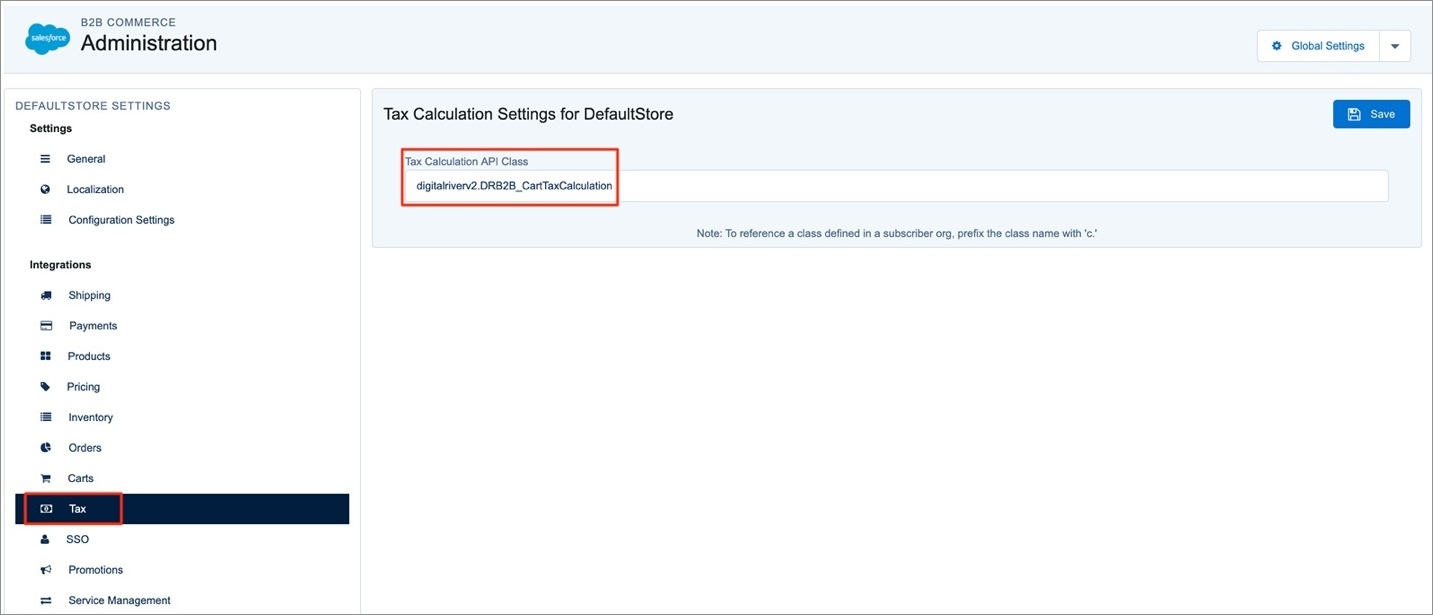 salesforce
B2B COMMERCE
Administration
Global Settings
DEFAULTSTORE SETTINGS
Settings
General
Localization
Configuration Settings
Integrations
Shipping
Payments
Products
Pricing
Inventory
Orders
Carts
Tax
SSO
Promotions
Service Management
Tax Calculation Settings for DefaultStore
Save
Tax Calculation API Class
digitalriverv2.DRB2B_CartTaxCalculation
Note: To reference a class defined in a subscriber org, prefix the class name with 'c.'